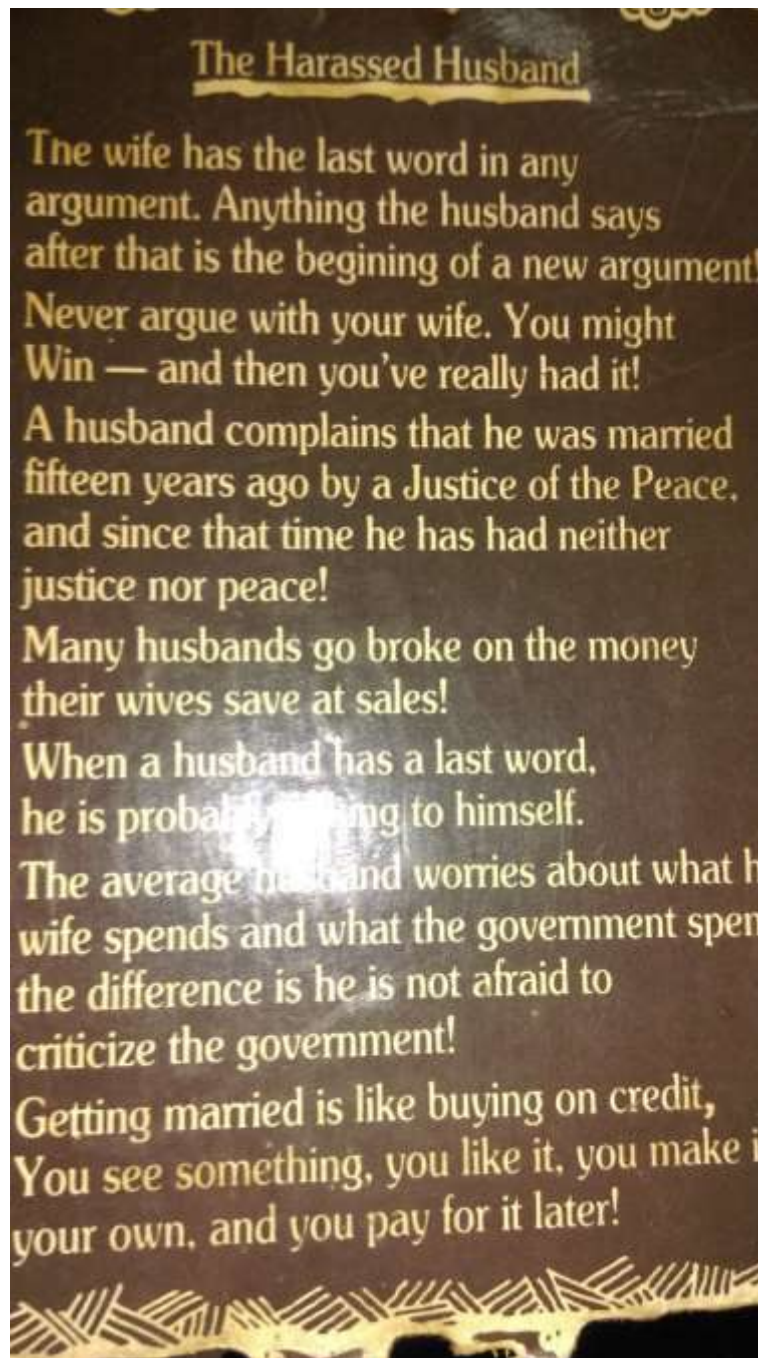 The Harassed Husband
The wife has the last word in any
argument. Anything the husband says
after that is the begining of a new argument!
Never argue with your wife. You might
Win — and then you've really had it!
A husband complains that he was married
fifteen years ago by a Justice of the Peace,
and since that time he has had neither
justice nor peace!
Many husbands go broke on the money
their wives save at sales!
When a husband has a last word,
he is to himself.
The average husband worries about what
wife spends and what the government
the difference is he is not afraid to
criticize the government!
Getting married is like buying on credit,
You see something, you like it, you make
your own, and you pay for it later!